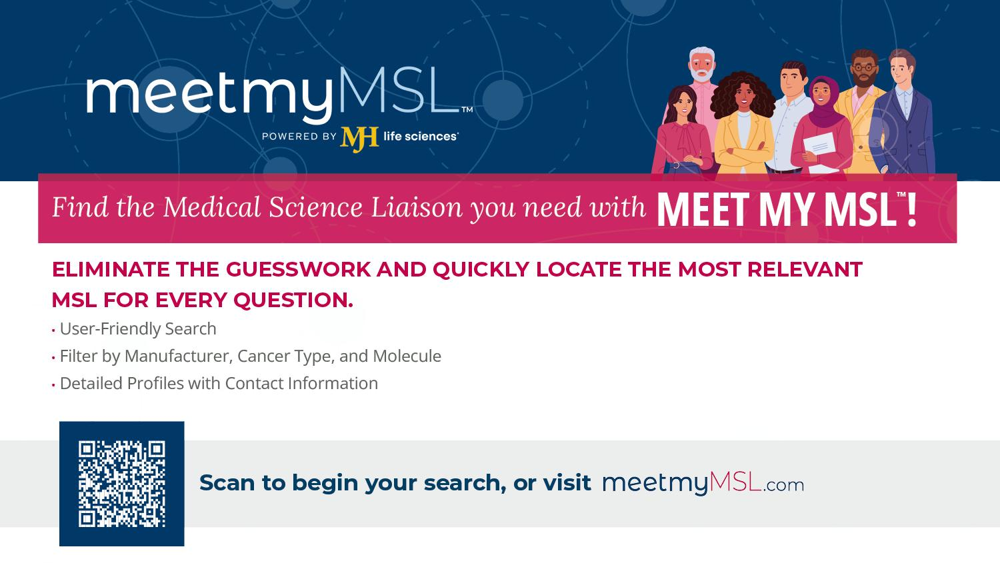 meetmyMSL™
POWERED BY MJH life sciences®
Find the Medical Science Liaison you need with MEET MY MSL™!
ELIMINATE THE GUESSWORK AND QUICKLY LOCATE THE MOST RELEVANT
MSL FOR EVERY QUESTION.
• User-Friendly Search
• Filter by Manufacturer, Cancer Type, and Molecule
• Detailed Profiles with Contact Information
Scan to begin your search, or visit meetmyMSL.com